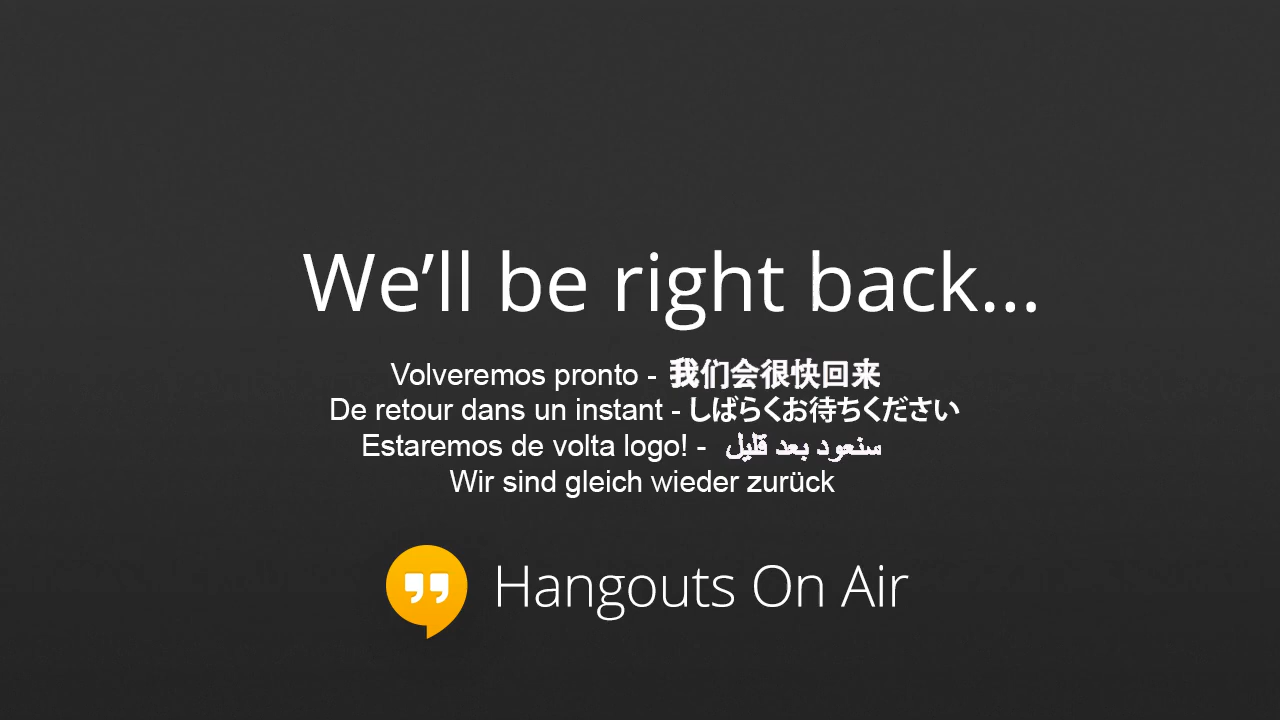 We’ll be right back...
Volveremos pronto - 我们会很快回来
De retour dans un instant - しばらくお待ちください
Estaremos de volta logo! - سنعود بعد قليل
Wir sind gleich wieder zurück
Hangouts On Air